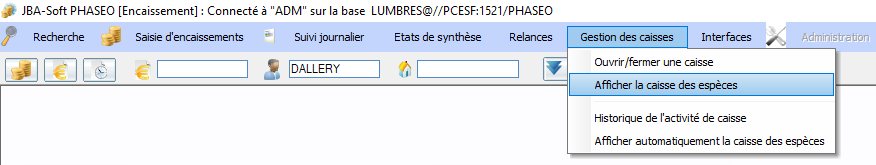 JBA-Soft PHASEO [Encaissement] : Connecté à "ADM" sur la base  LUMBRES@//PCESF:1521/PHASEO
Recherche Saisie d'encaissements Suivi journalier Etats de synthèse Relances Gestion des caisses Interfaces Administration
DALLERY
Ouvrir/fermer une caisse
Afficher la caisse des espèces
Historique de l'activité de caisse
Afficher automatiquement la caisse des espèces